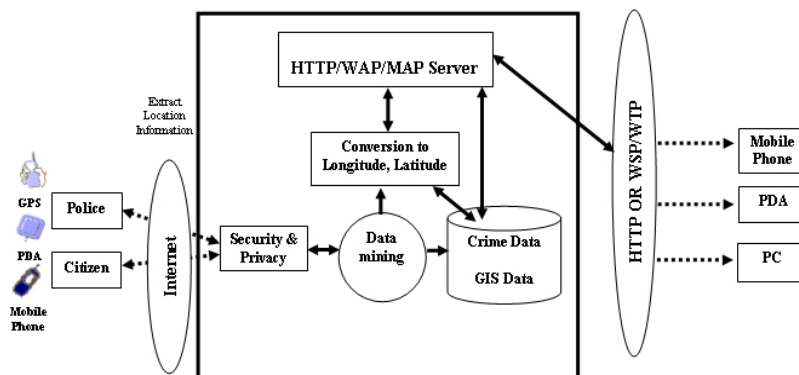 HTTP/WAP/MAP Server
Extract
Location
Information
Conversion to
Longitude, Latitude
GPS
Police
PDA
Citizen
Mobile
Phone
Internet
Security &
Privacy
Data
mining
Crime Data
GIS Data
HTTP OR WSP/WTP
Mobile
Phone
PDA
PC